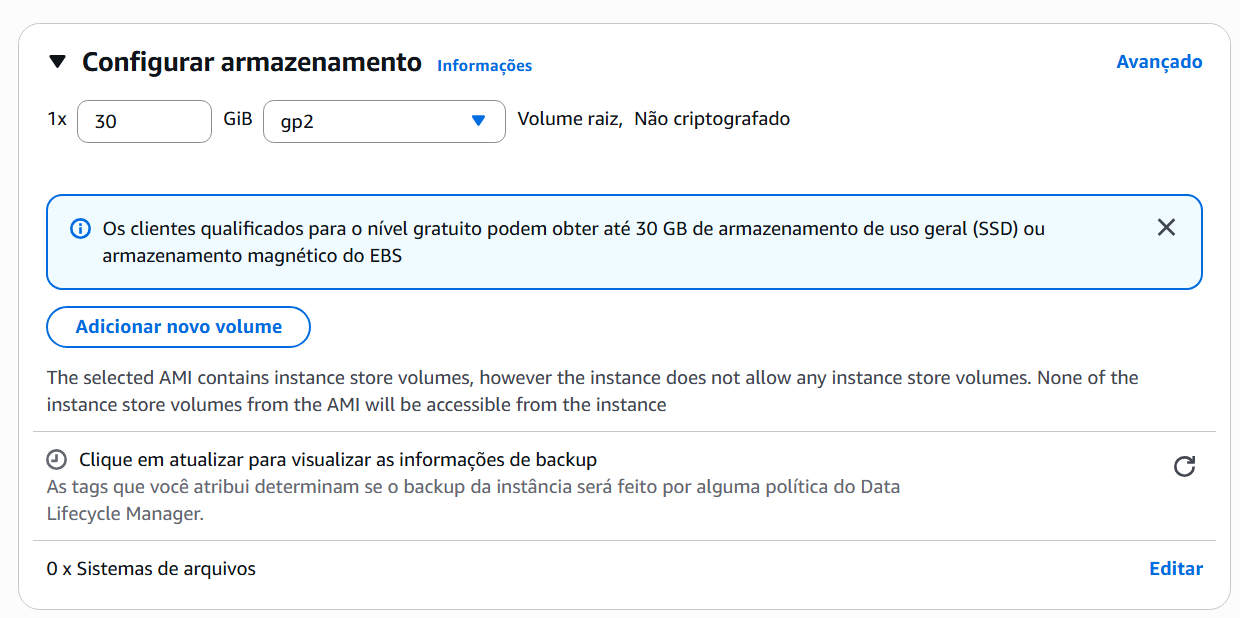 Configurar armazenamento Informações Avançado
1x 30 GiB gp2 Volume raiz, Não criptografado
Os clientes qualificados para o nível gratuito podem obter até 30 GB de armazenamento de uso geral (SSD) ou
armazenamento magnético do EBS
Adicionar novo volume
The selected AMI contains instance store volumes, however the instance does not allow any instance store volumes. None of the
instance store volumes from the AMI will be accessible from the instance
Clique em atualizar para visualizar as informações de backup
As tags que você atribui determinam se o backup da instância será feito por alguma política do Data
Lifecycle Manager.
0 x Sistemas de arquivos Editar